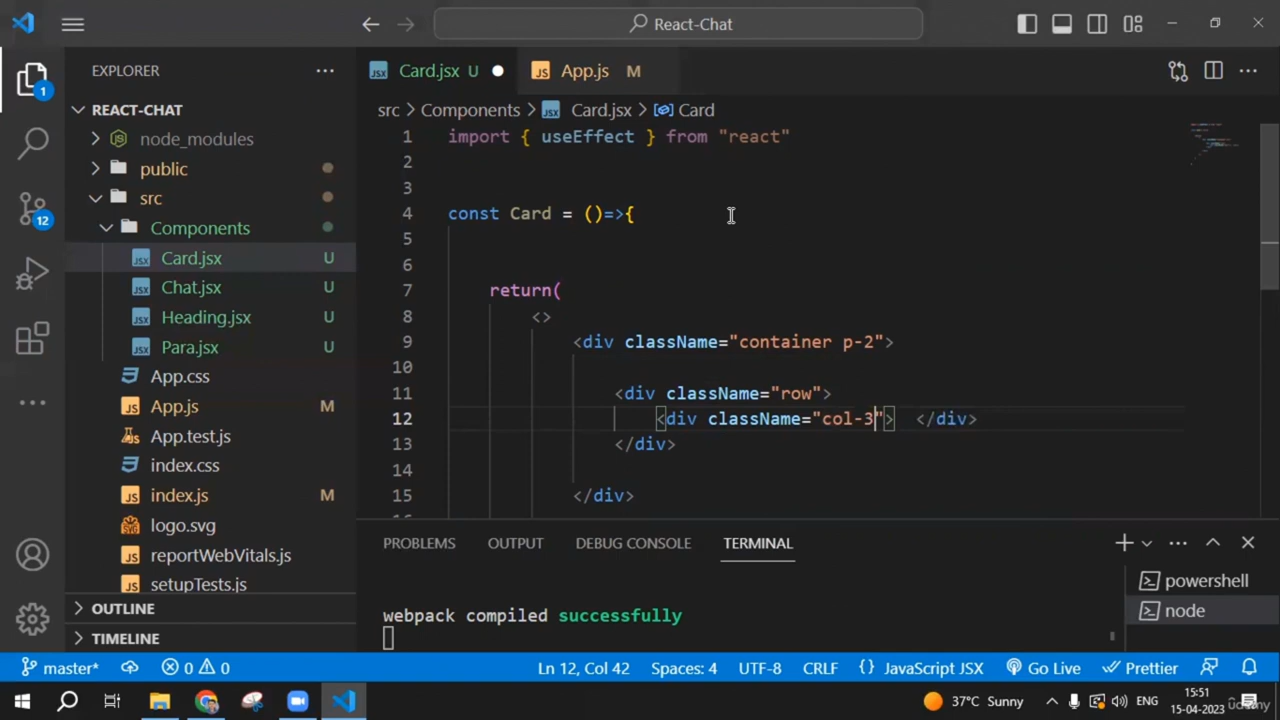 React-Chat
EXPLORER
REACT-CHAT
node_modules
public
src
Components
Card.jsx U
Chat.jsx U
Heading.jsx U
Para.jsx U
App.css
App.js M
App.test.js
index.css
index.js M
logo.svg
reportWebVitals.js
setupTests.js
OUTLINE
TIMELINE
1
12
Card.jsx U
App.js M
src > Components > Card.jsx > Card
1 import { useEffect } from "react"
2
3
4 const Card = ()=>{
5
6
7 return(
8 <>
9 <div className="container p-2">
10
11 <div className="row">
12 <div className="col-3"> </div>
13 </div>
14
15 </div>
PROBLEMS OUTPUT DEBUG CONSOLE TERMINAL
webpack compiled successfully
powershell
node
master* 0 0 Ln 12, Col 42 Spaces: 4 UTF-8 CRLF {} JavaScript JSX Go Live Prettier
37°C Sunny ENG 15:51
15-04-2023
udemy